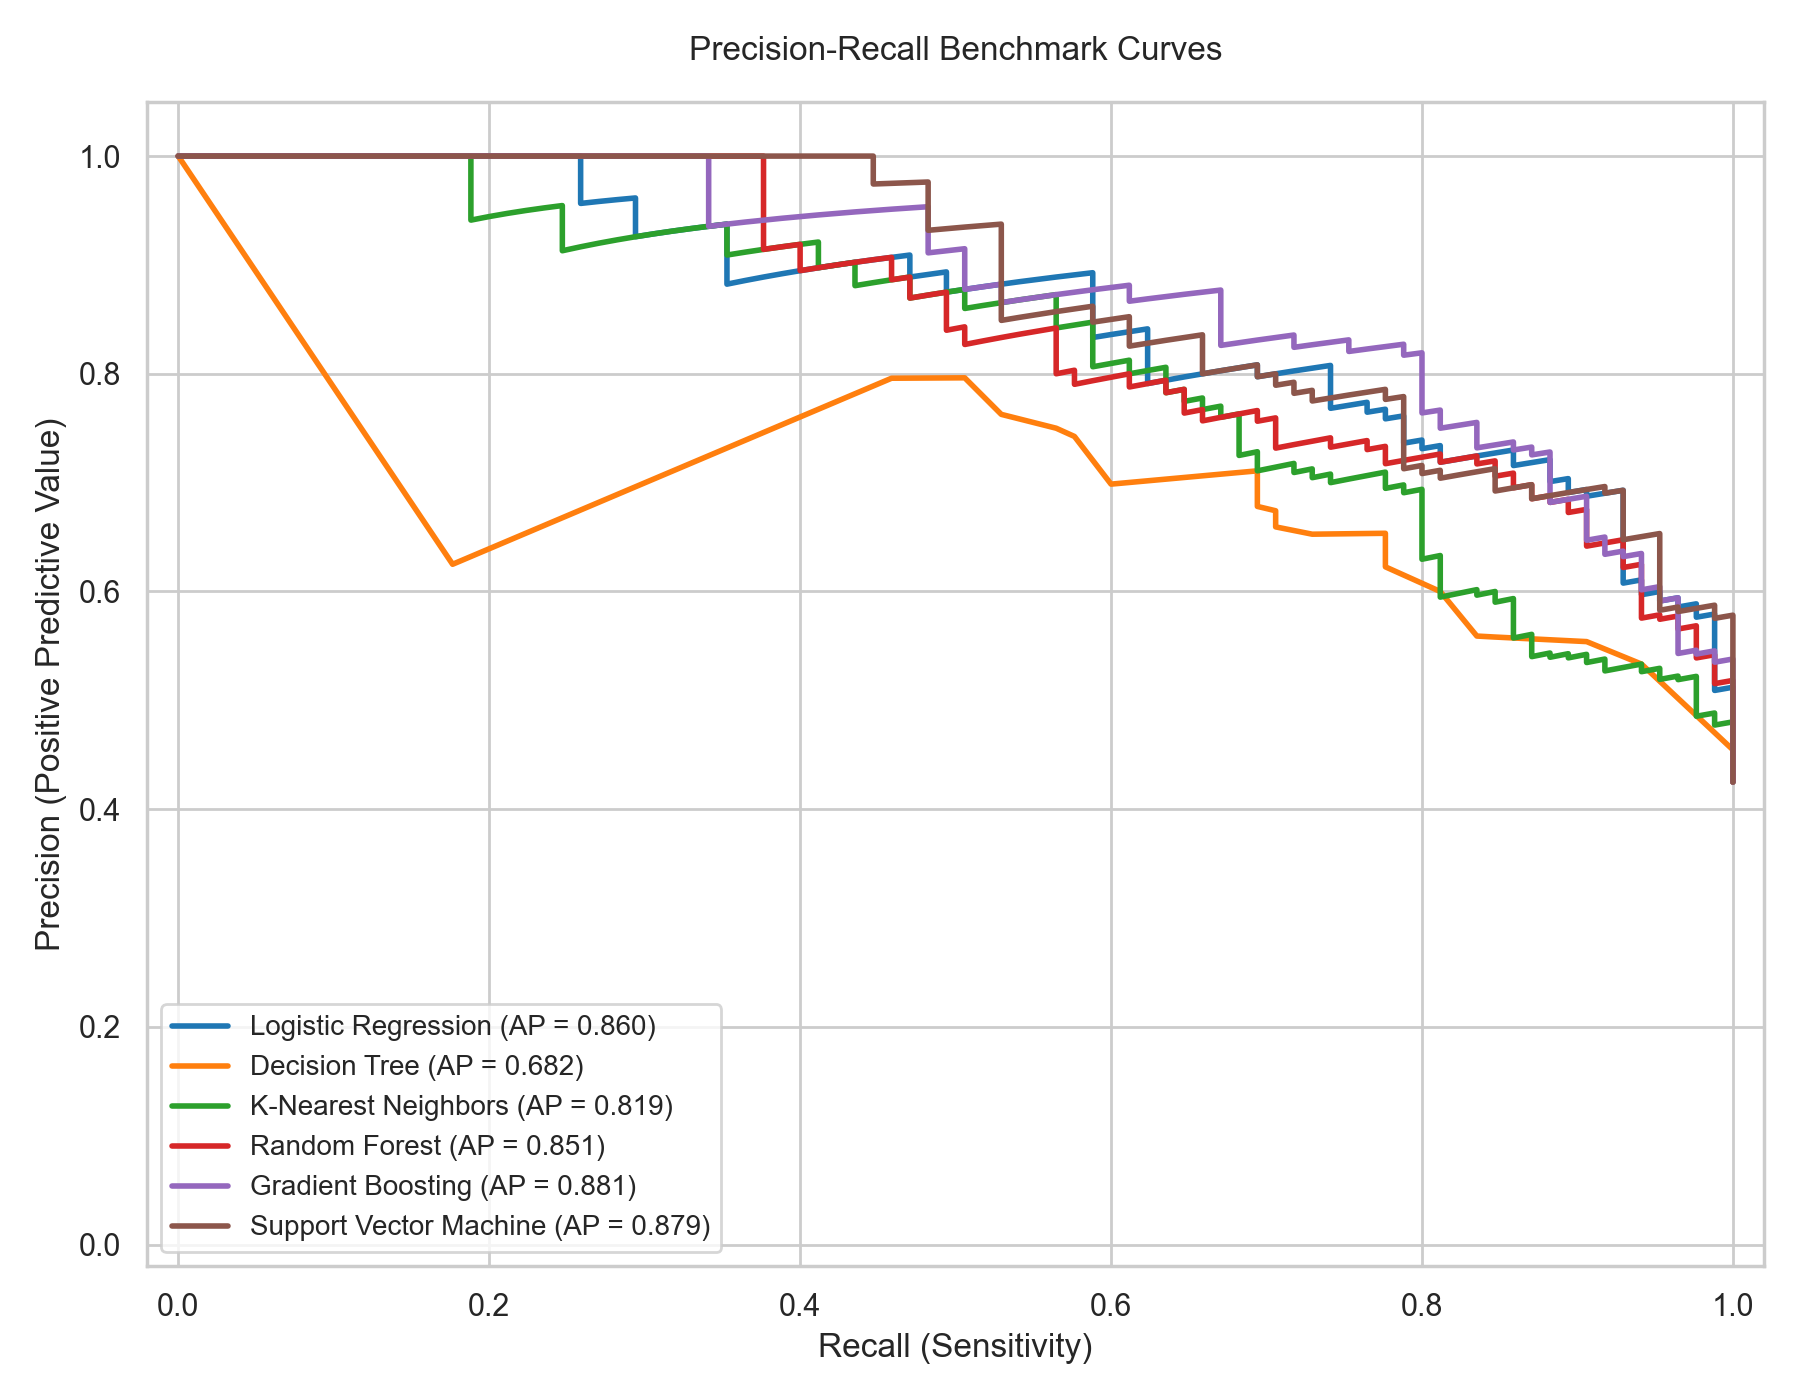 Precision-Recall Benchmark Curves
Precision (Positive Predictive Value)
1.0
0.8
0.6
0.4
0.2
0.0
Logistic Regression (AP = 0.860)
Decision Tree (AP = 0.682)
K-Nearest Neighbors (AP = 0.819)
Random Forest (AP = 0.851)
Gradient Boosting (AP = 0.881)
Support Vector Machine (AP = 0.879)
0.0 0.2 0.4 0.6 0.8 1.0
Recall (Sensitivity)